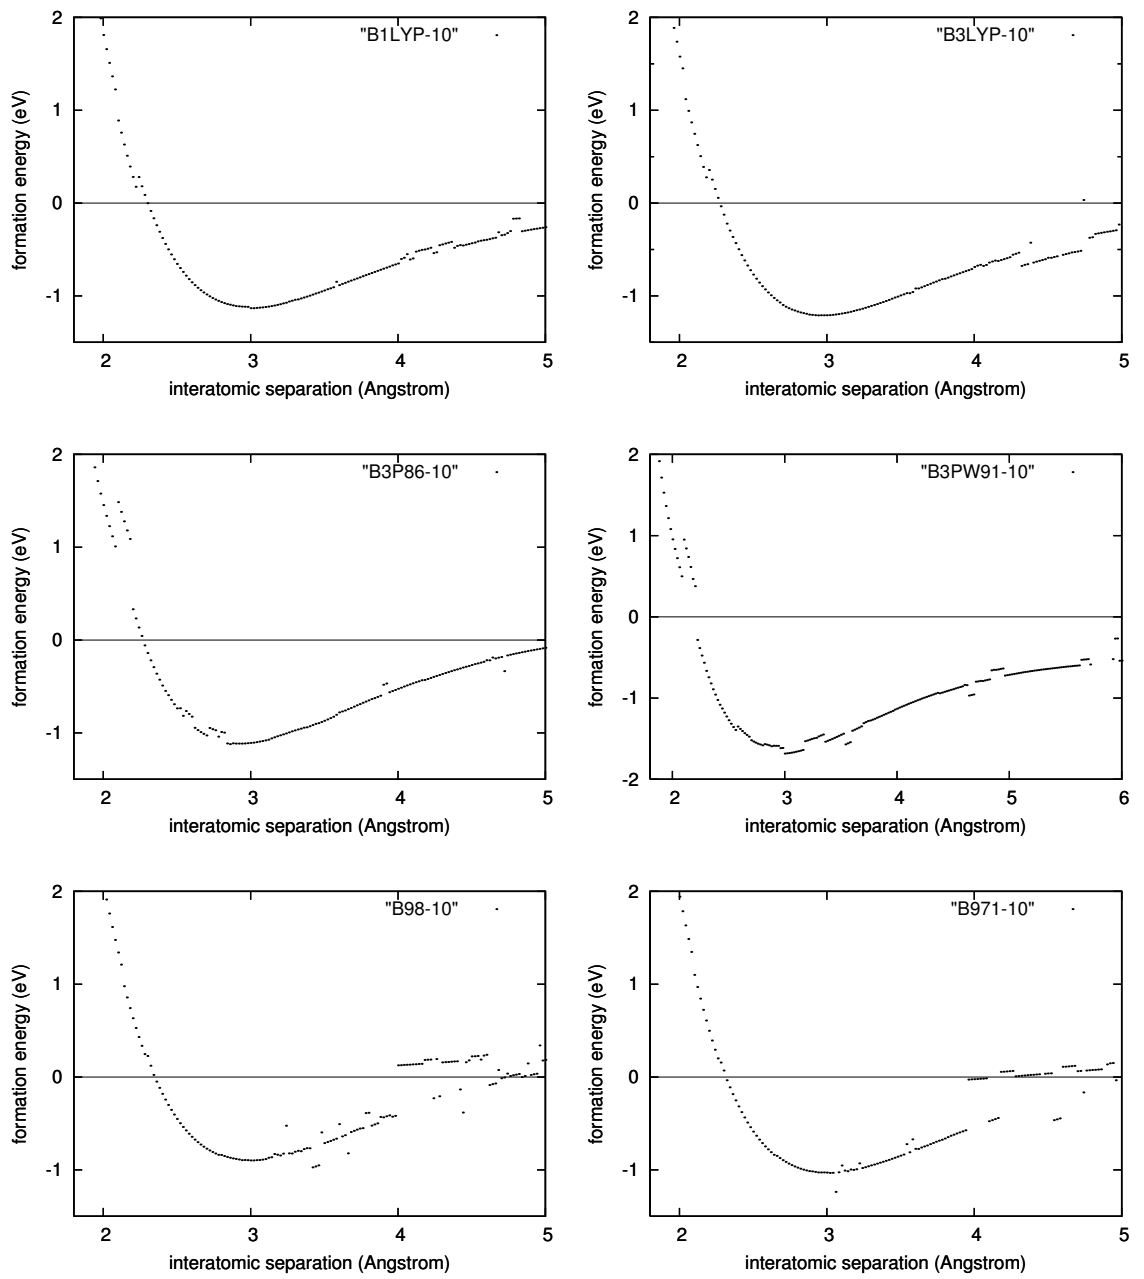 "B1LYP-10"
formation energy (eV)
2
1
0
-1
2 3 4 5
interatomic separation (Angstrom)
"B3LYP-10"
formation energy (eV)
2
1
0
-1
2 3 4 5
interatomic separation (Angstrom)
"B3P86-10"
formation energy (eV)
2
1
0
-1
2 3 4 5
interatomic separation (Angstrom)
"B3PW91-10"
formation energy (eV)
2
1
0
-1
-2
2 3 4 5 6
interatomic separation (Angstrom)
"B98-10"
formation energy (eV)
2
1
0
-1
2 3 4 5
interatomic separation (Angstrom)
"B971-10"
formation energy (eV)
2
1
0
-1
2 3 4 5
interatomic separation (Angstrom)